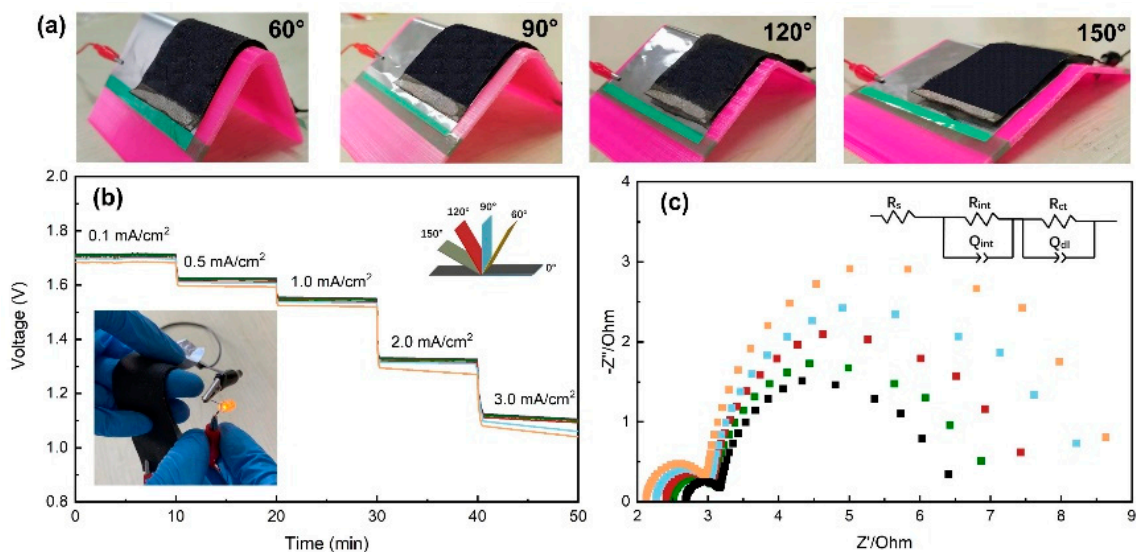 (a)
60°
90°
120°
150°
(b)
2.0
1.8
1.6
1.4
1.2
1.0
0.8
Voltage (V)
0.1 mA/cm²
0.5 mA/cm²
1.0 mA/cm²
2.0 mA/cm²
3.0 mA/cm²
150°
120°
90°
60°
0°
0 10 20 30 40 50
Time (min)
(c)
4
3
2
1
0
-Z"/Ohm
Rs Rint Rct
Qint Qdl
2 3 4 5 6 7 8 9
Z'/Ohm